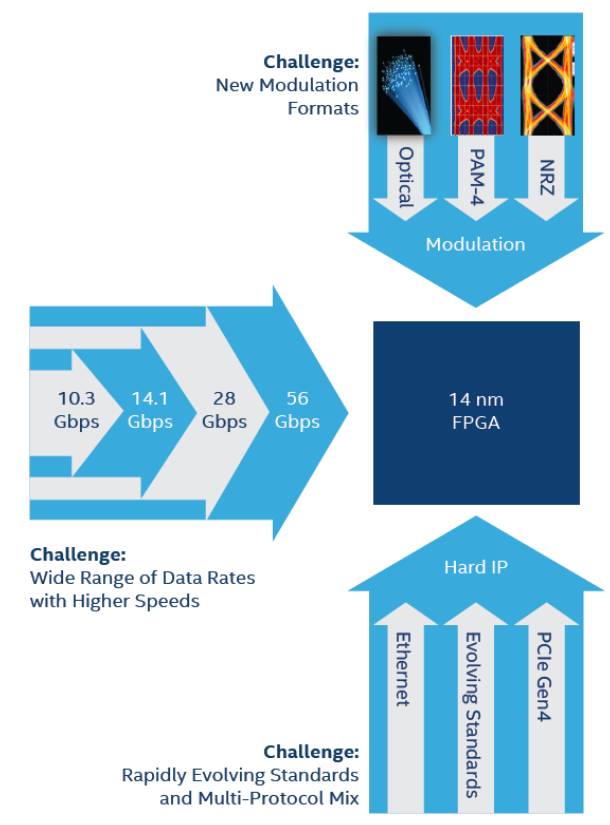 Challenge:
New Modulation
Formats
Optical
PAM-4
NRZ
Modulation
10.3
Gbps
14.1
Gbps
28
Gbps
56
Gbps
14 nm
FPGA
Challenge:
Wide Range of Data Rates
with Higher Speeds
Hard IP
Ethernet
Evolving Standards
PCIe Gen4
Challenge:
Rapidly Evolving Standards
and Multi-Protocol Mix